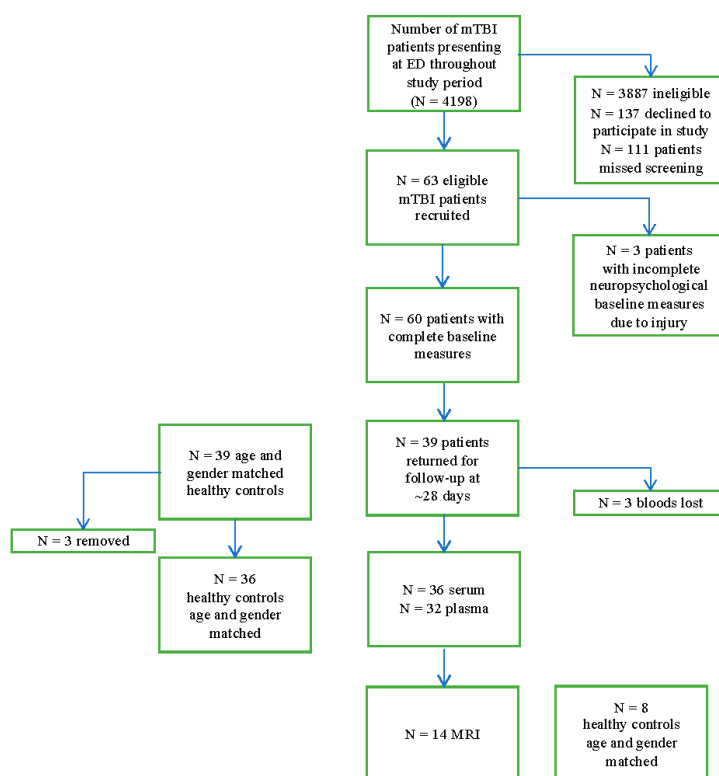 Number of mTBI
patients presenting
at ED throughout
study period
(N = 4198)
N = 3887 ineligible
N = 137 declined to
participate in study
N = 111 patients
missed screening
N = 63 eligible
mTBI patients
recruited
N = 3 patients
with incomplete
neuropsychological
baseline measures
due to injury
N = 60 patients with
complete baseline
measures
N = 39 age and
gender matched
healthy controls
N = 39 patients
returned for
follow-up at
~28 days
N = 3 bloods lost
N = 3 removed
N = 36
healthy controls
age and gender
matched
N = 36 serum
N = 32 plasma
N = 14 MRI
N = 8
healthy controls
age and gender
matched